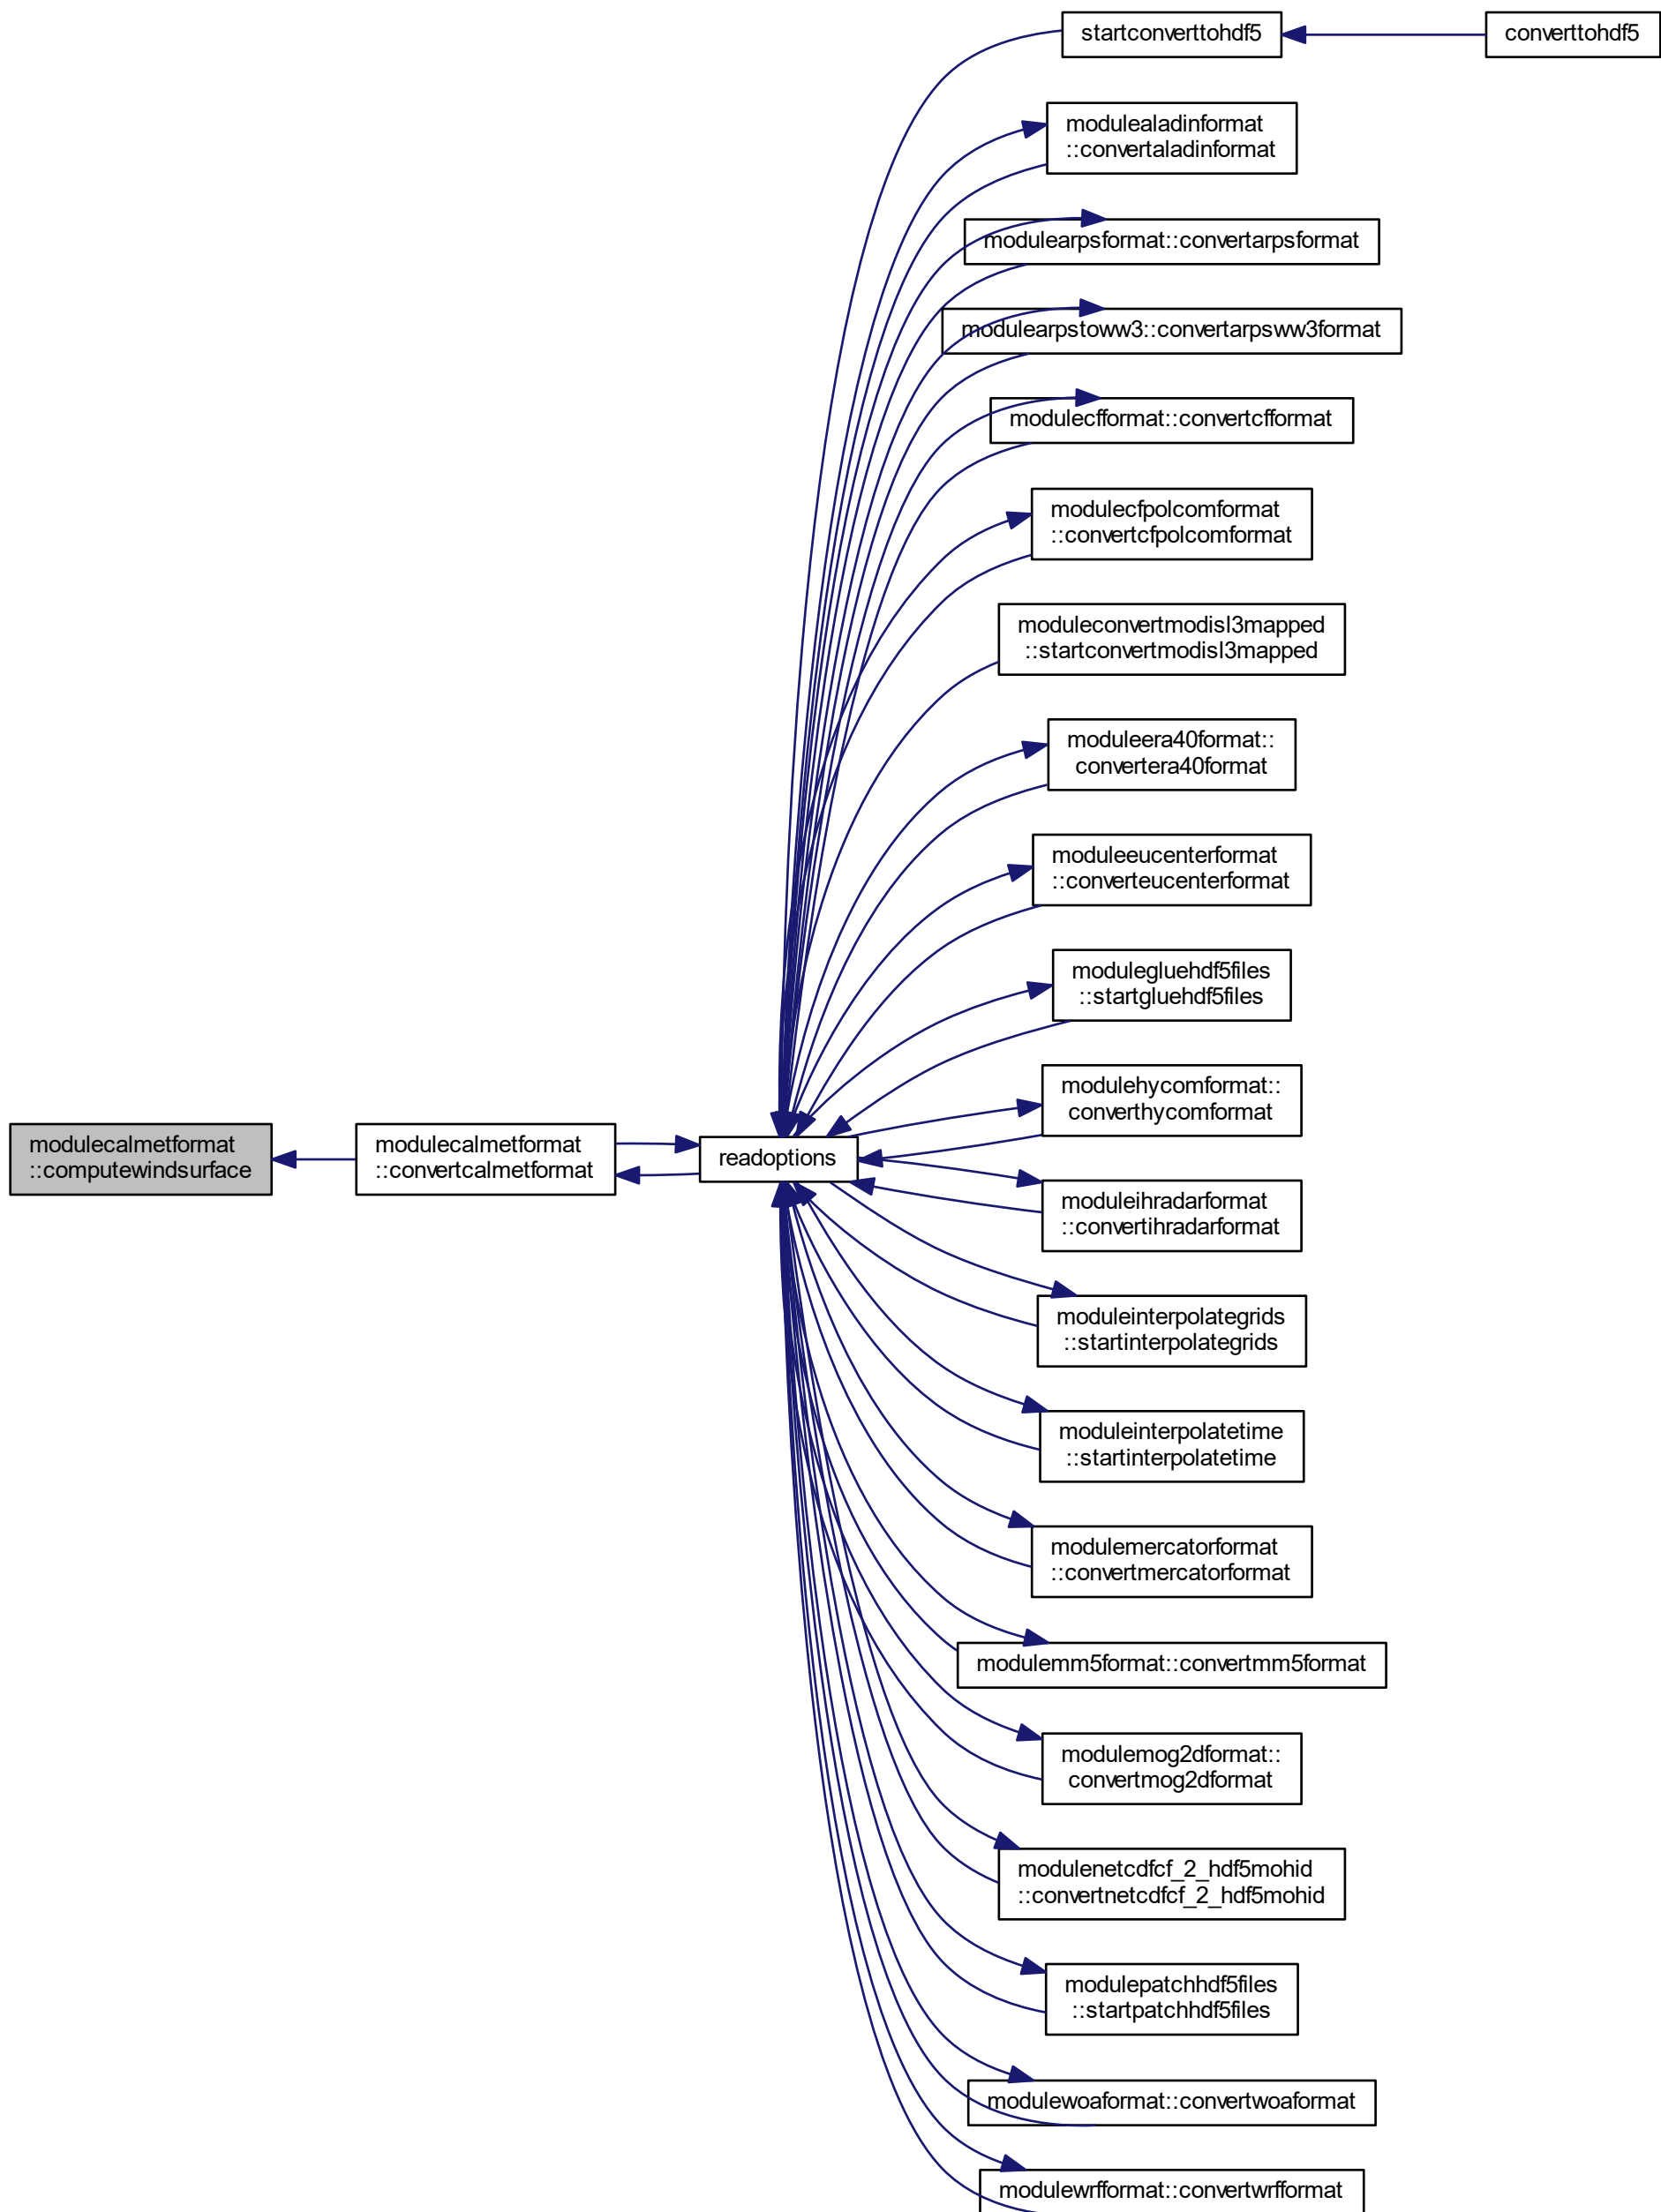 startconverttohdf5
converttohdf5
modulealadinformat
::convertaladinformat
modulearpsformat::convertarpsformat
modulearpstoww3::convertarpsww3format
modulecfformat::convertcfformat
modulecfpolcomformat
::convertcfpolcomformat
moduleconvertmodisl3mapped
::startconvertmodisl3mapped
moduleera40format::
convertera40format
moduleeucenterformat
::converteucenterformat
modulegluehdf5files
::startgluehdf5files
modulehycomformat::
converthycomformat
modulecalmetformat
::computewindsurface
modulecalmetformat
::convertcalmetformat
readoptions
moduleihradarformat
::convertihradarformat
moduleinterpolategrids
::startinterpolategrids
moduleinterpolatetime
::startinterpolatetime
modulemercatorformat
::convertmercatorformat
modulemm5format::convertmm5format
modulemog2dformat::
convertmog2dformat
modulenetcdfcf_2_hdf5mohid
::convertnetcdfcf_2_hdf5mohid
modulepatchhdf5files
::startpatchhdf5files
modulewoaformat::convertwoaformat
modulewrfformat::convertwrfformat